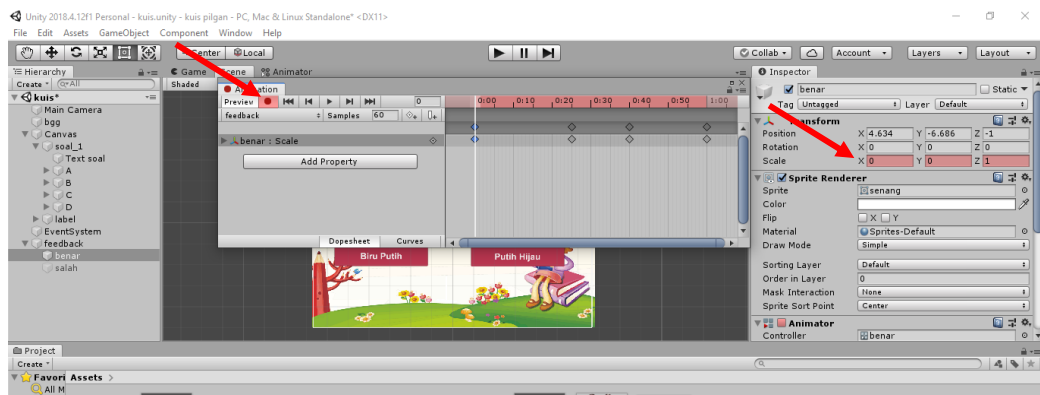 Unity 2018.4.12f1 Personal - kuis.unity - kuis pilgan - PC, Mac & Linux Standalone* <DX11>
File Edit Assets GameObject Component Window Help
Center Local
Collab Account Layers Layout
Hierarchy
Create All
kuis*
Main Camera
bgg
Canvas
soal_1
Text soal
A
B
C
D
label
EventSystem
feedback
benar
salah
Game Scene Animator
Shaded
Animation
Preview 0
feedback Samples 60
0:00 0:10 0:20 0:30 0:40 0:50 1:00
benar : Scale
Add Property
Dopesheet Curves
Biru Putih Putih Hijau
Inspector
benar Static
Tag Untagged Layer Default
Transform
Position X 4.634 Y -6.686 Z -1
Rotation X 0 Y 0 Z 0
Scale X 0 Y 0 Z 1
Sprite Rendere
Sprite senang
Color
Flip X Y
Material Sprites-Default
Draw Mode Simple
Sorting Layer Default
Order in Layer 0
Mask Interaction None
Sprite Sort Point Center
Animator
Controller benar
Project
Create
Favori Assets >
All M